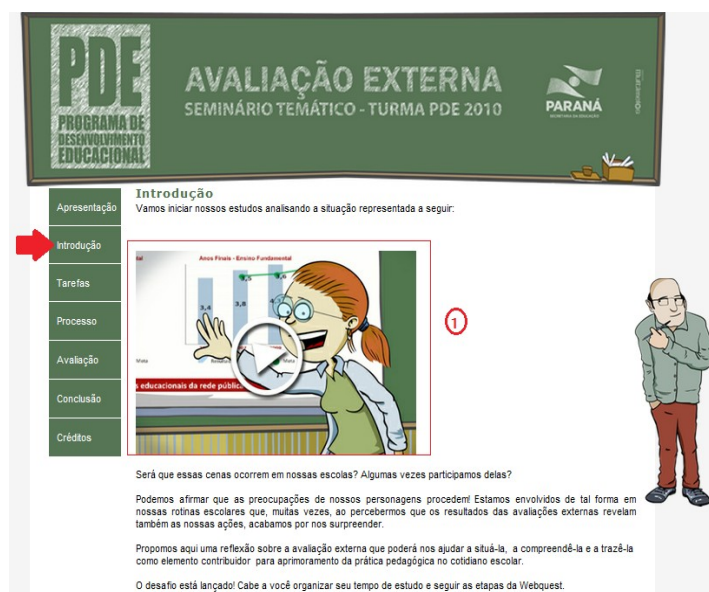 PDE
PROGRAMA DE
DESENVOLVIMENTO
EDUCACIONAL
AVALIAÇÃO EXTERNA
SEMINÁRIO TEMÁTICO - TURMA PDE 2010
PARANÁ
SECRETARIA DA EDUCAÇÃO
Apresentação
Introdução
Tarefas
Processo
Avaliação
Conclusão
Créditos
Introdução
Vamos iniciar nossos estudos analisando a situação representada a seguir:
Anos Finais - Ensino Fundamental
3,4
3,8
Meta
s educacionais da rede públic
1
Será que essas cenas ocorrem em nossas escolas? Algumas vezes participamos delas?
Podemos afirmar que as preocupações de nossos personagens procedem! Estamos envolvidos de tal forma em
nossas rotinas escolares que, muitas vezes, ao percebermos que os resultados das avaliações externas revelam
também as nossas ações, acabamos por nos surpreender.
Propomos aqui uma reflexão sobre a avaliação externa que poderá nos ajudar a situá-la, a compreendê-la e a trazê-la
como elemento contribuidor para aprimoramento da prática pedagógica no cotidiano escolar.
O desafio está lançado! Cabe a você organizar seu tempo de estudo e seguir as etapas da Webquest.